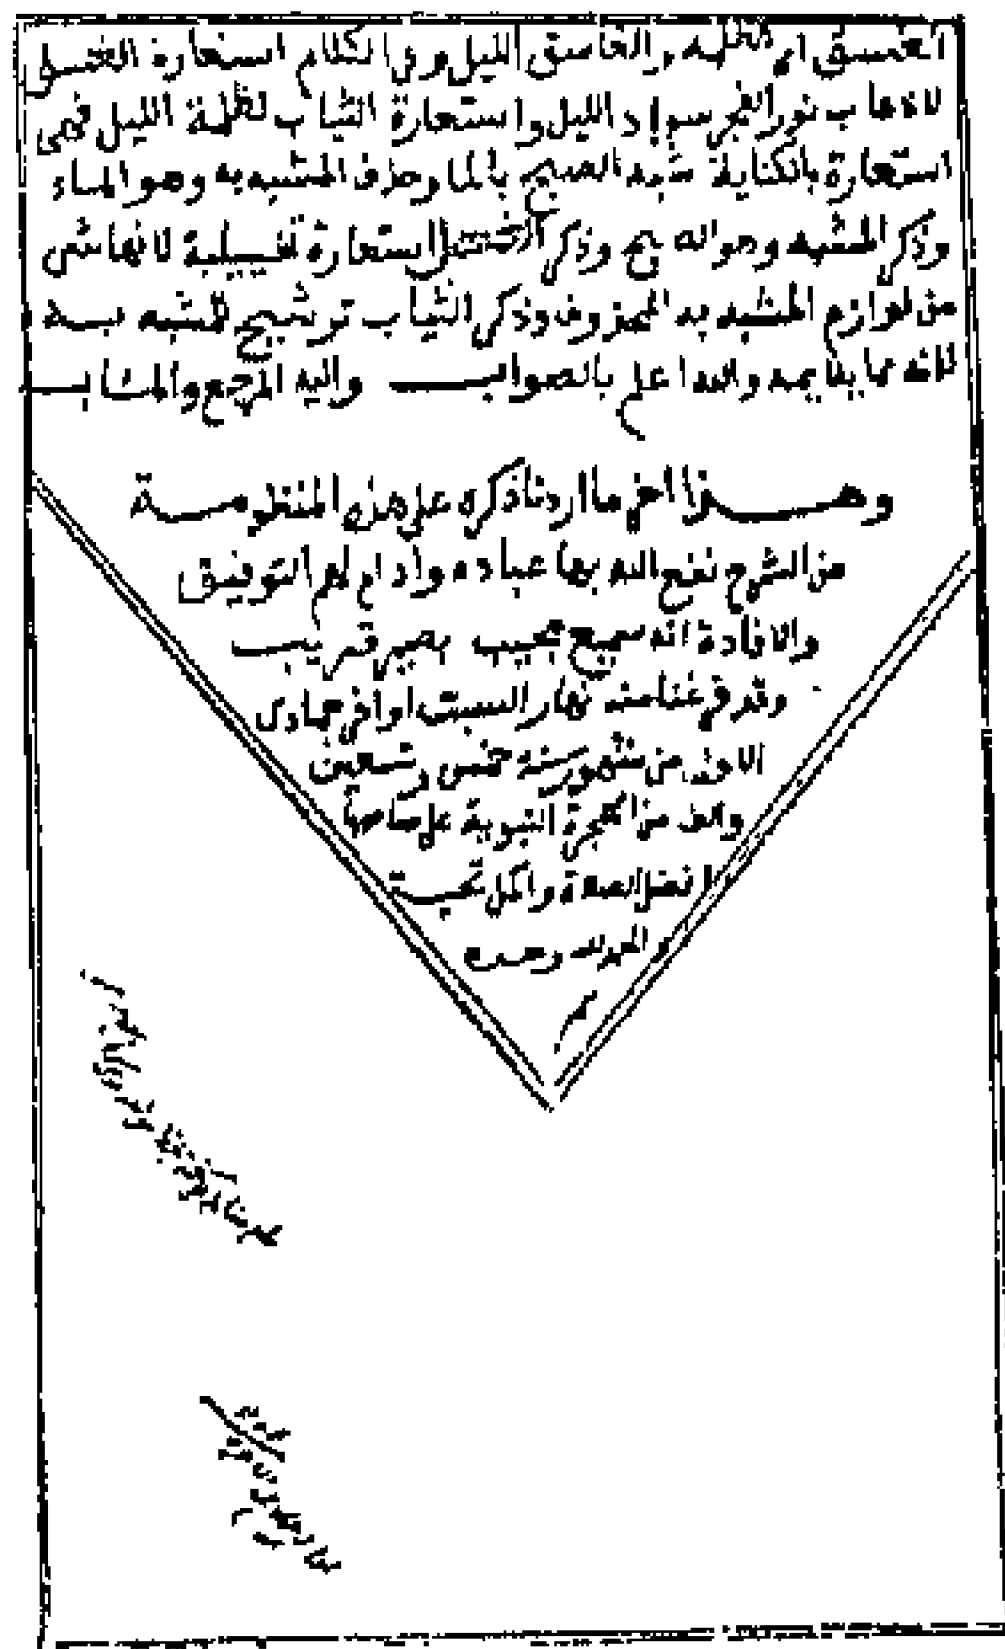 الغسق اي الظلمة والغاسق الليل وفي الكلام استعارة الغسل
لاذهاب نور الفجر سواد الليل واستعارة الثياب لظلمة الليل فهى
استعارة بالكناية شبه الصبح بالما وحذف المشبه به وهو الماء
وذكر المشبه وهو الصبح وذكر استعارة تخييلية لانها شى
من لوازم المشبه به المحذوف وذكر الثياب ترشيح للمشبه به
لانه مما يلايمه والله اعلم بالصواب واليه المرجع والمئاب
وهذا اخر ما اردنا ذكره على هذه المنظومة
من الشرح نفع الله بها عباده وادام لهم التوفيق
والافادة انه سميع مجيب بصير قريب
وقد فرغنا منه نهار السبت اواخر جمادى
الاولى من شهور سنة خمس وتسعين
والف من الهجرة النبوية على صاحبها
افضل الصلاة واكمل تحية
والحمد لله وحده